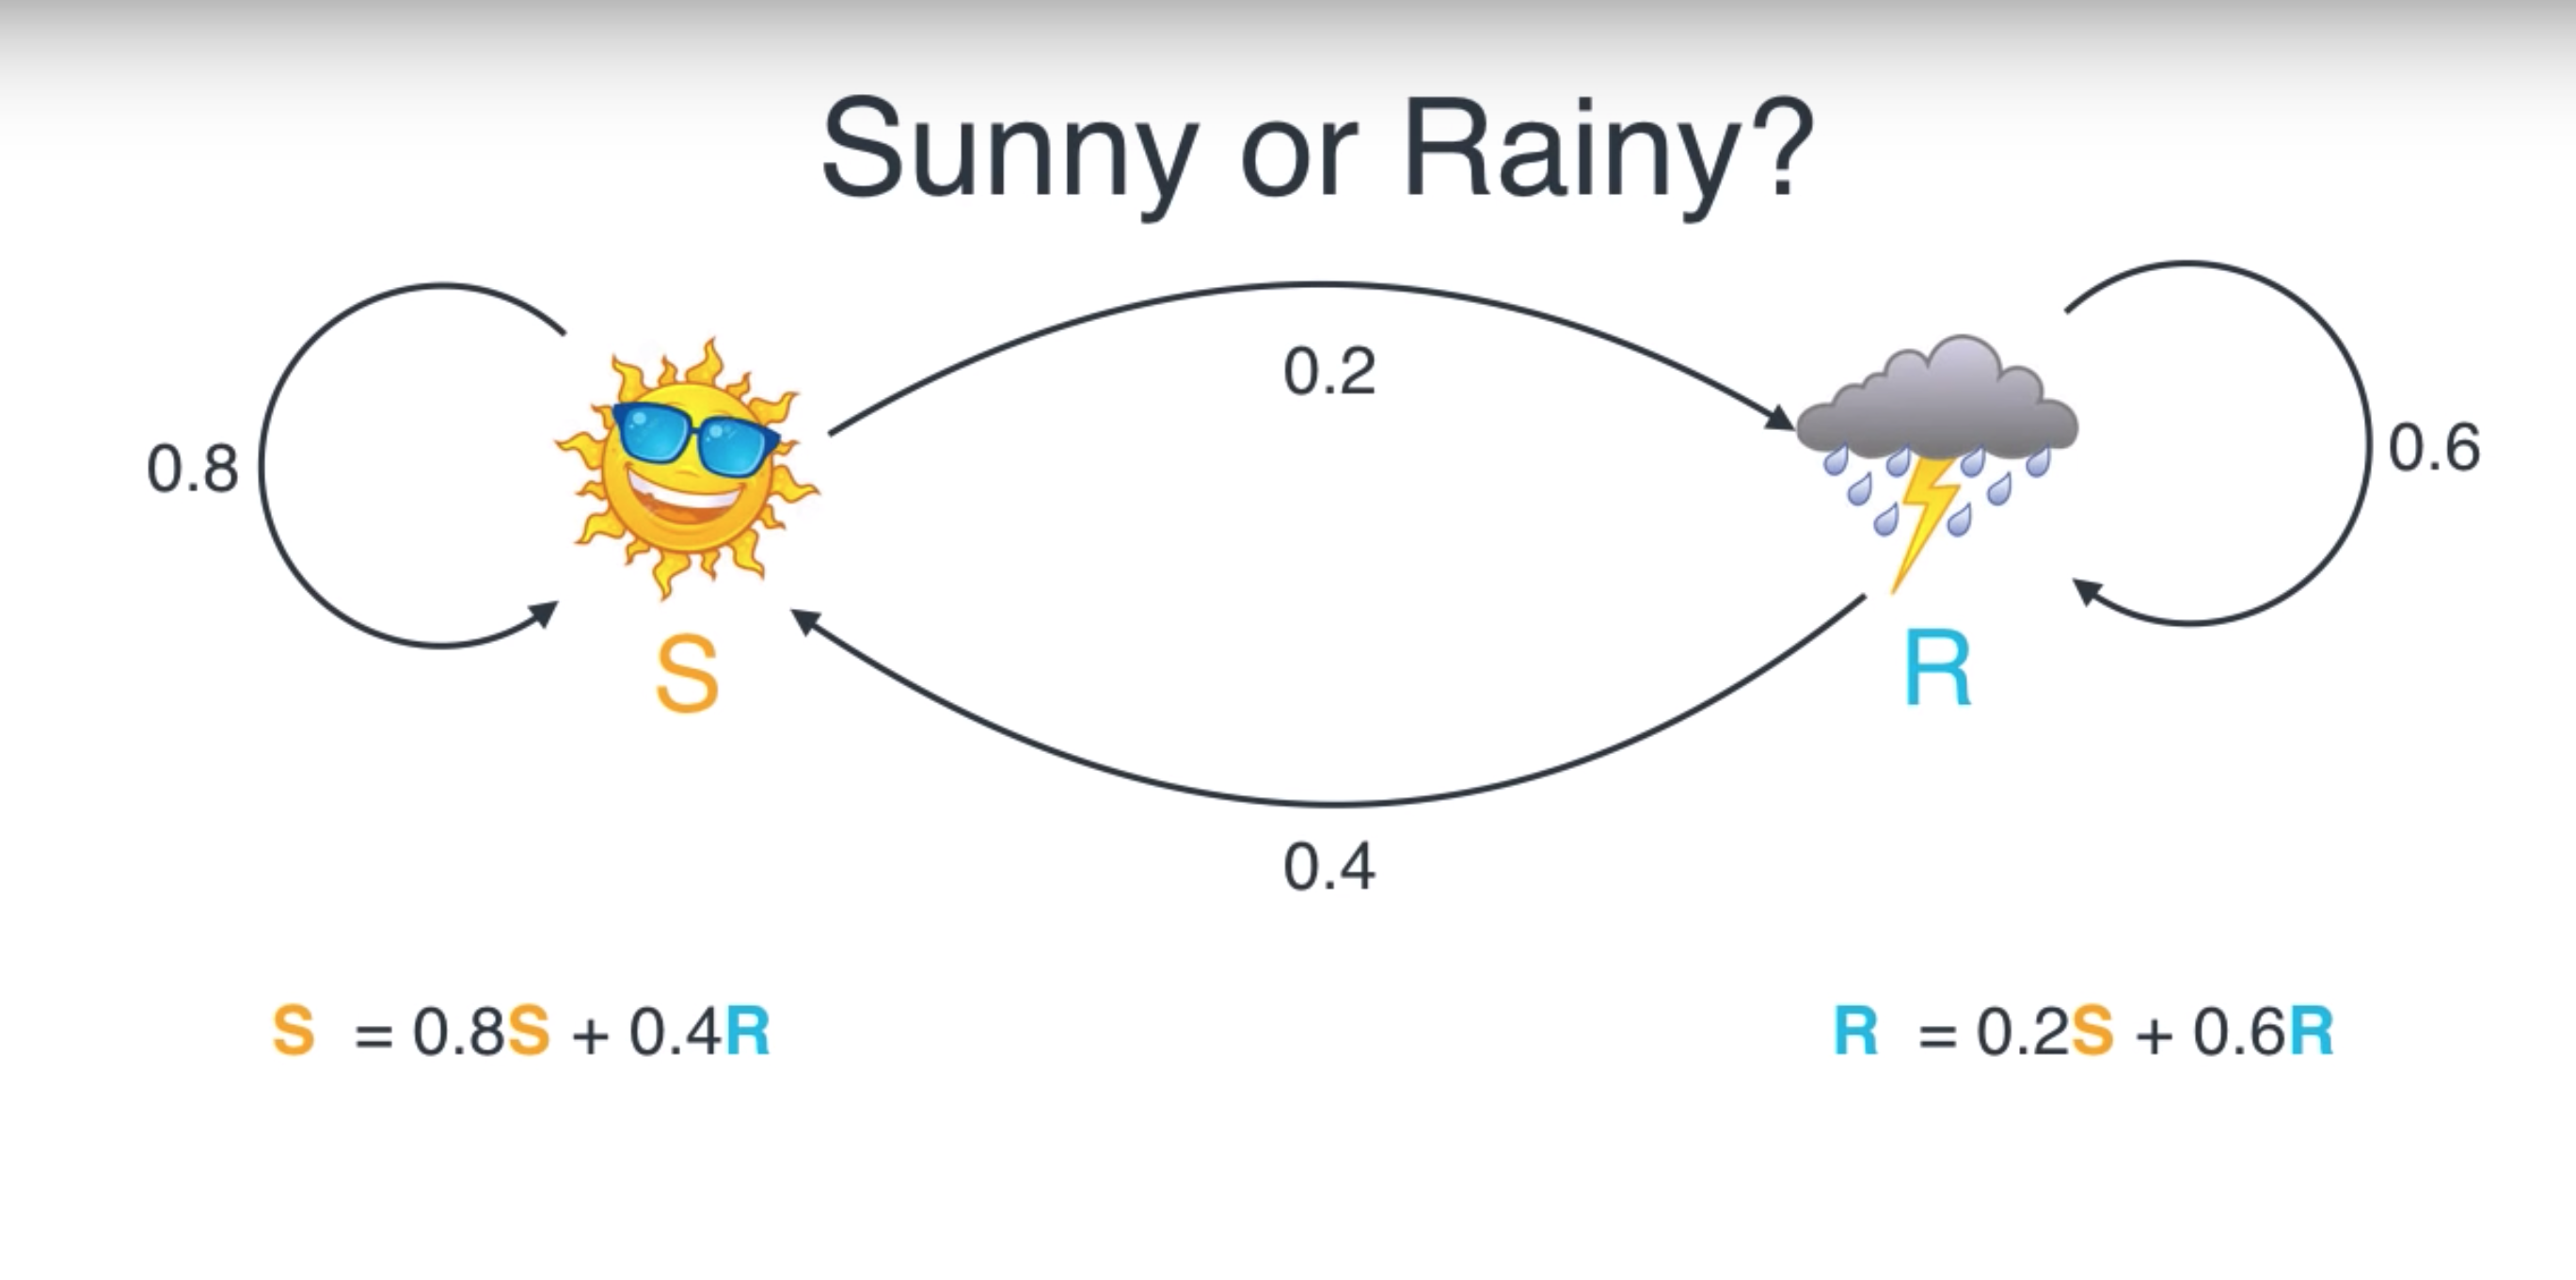 Sunny or Rainy?
0.2
0.8
0.6
S
R
0.4
S = 0.8S + 0.4R
R = 0.2S + 0.6R